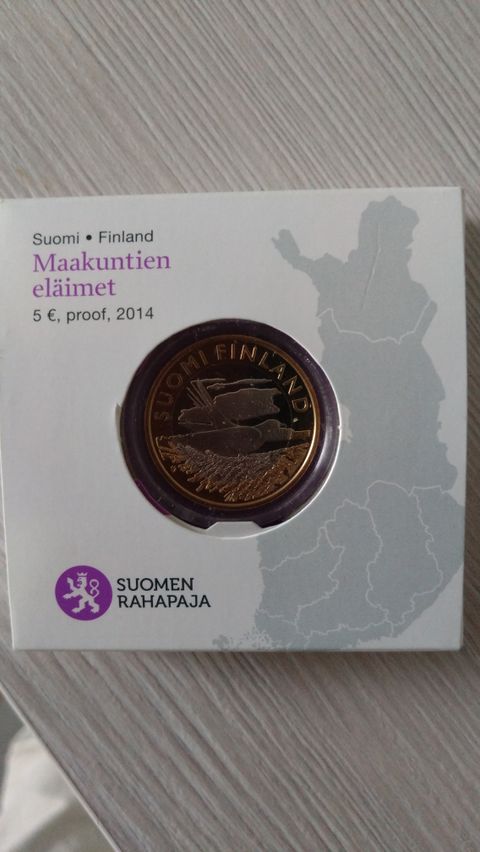 Suomi • Finland
Maakuntien
eläimet
5 €, proof, 2014
SUOMI FINLAND
SUOMEN
RAHAPAJA